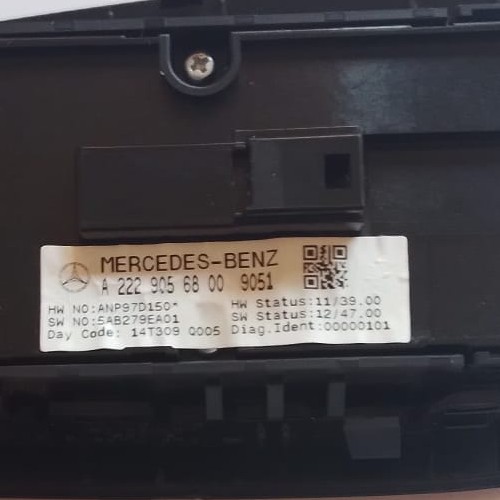 MERCEDES-BENZ
A 222 905 68 00 9051
HW NO:ANP97D150* HW Status:11/39.00
SW NO:5AB279EA01 SW Status:12/47.00
Day Code: 14T309 0005 Diag.Ident:00000101